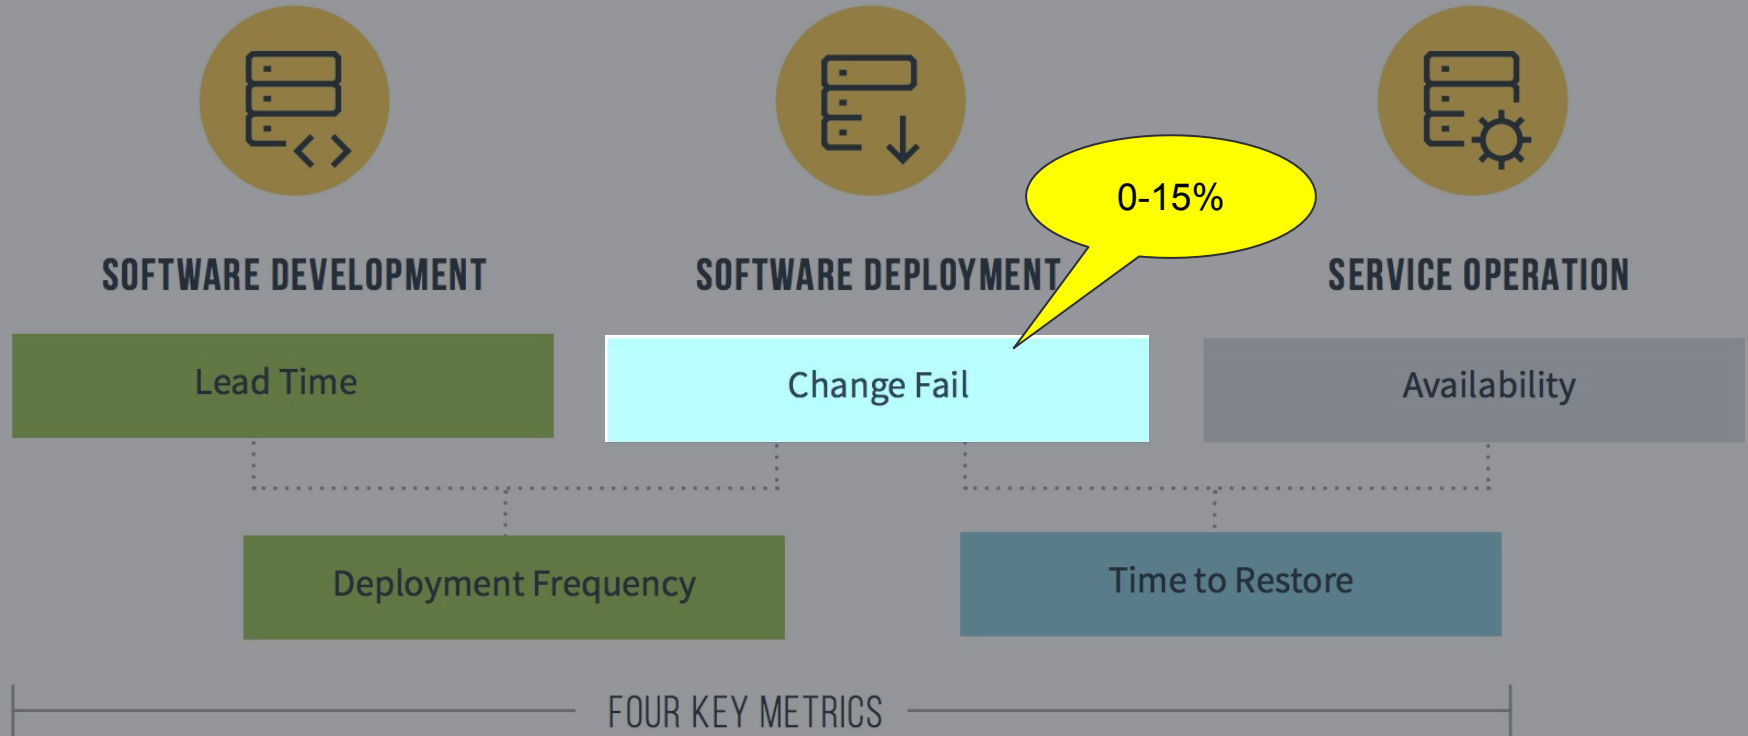 0-15%
SOFTWARE DEVELOPMENT
SOFTWARE DEPLOYMENT
SERVICE OPERATION
Lead Time
Change Fail
Availability
Deployment Frequency
Time to Restore
FOUR KEY METRICS